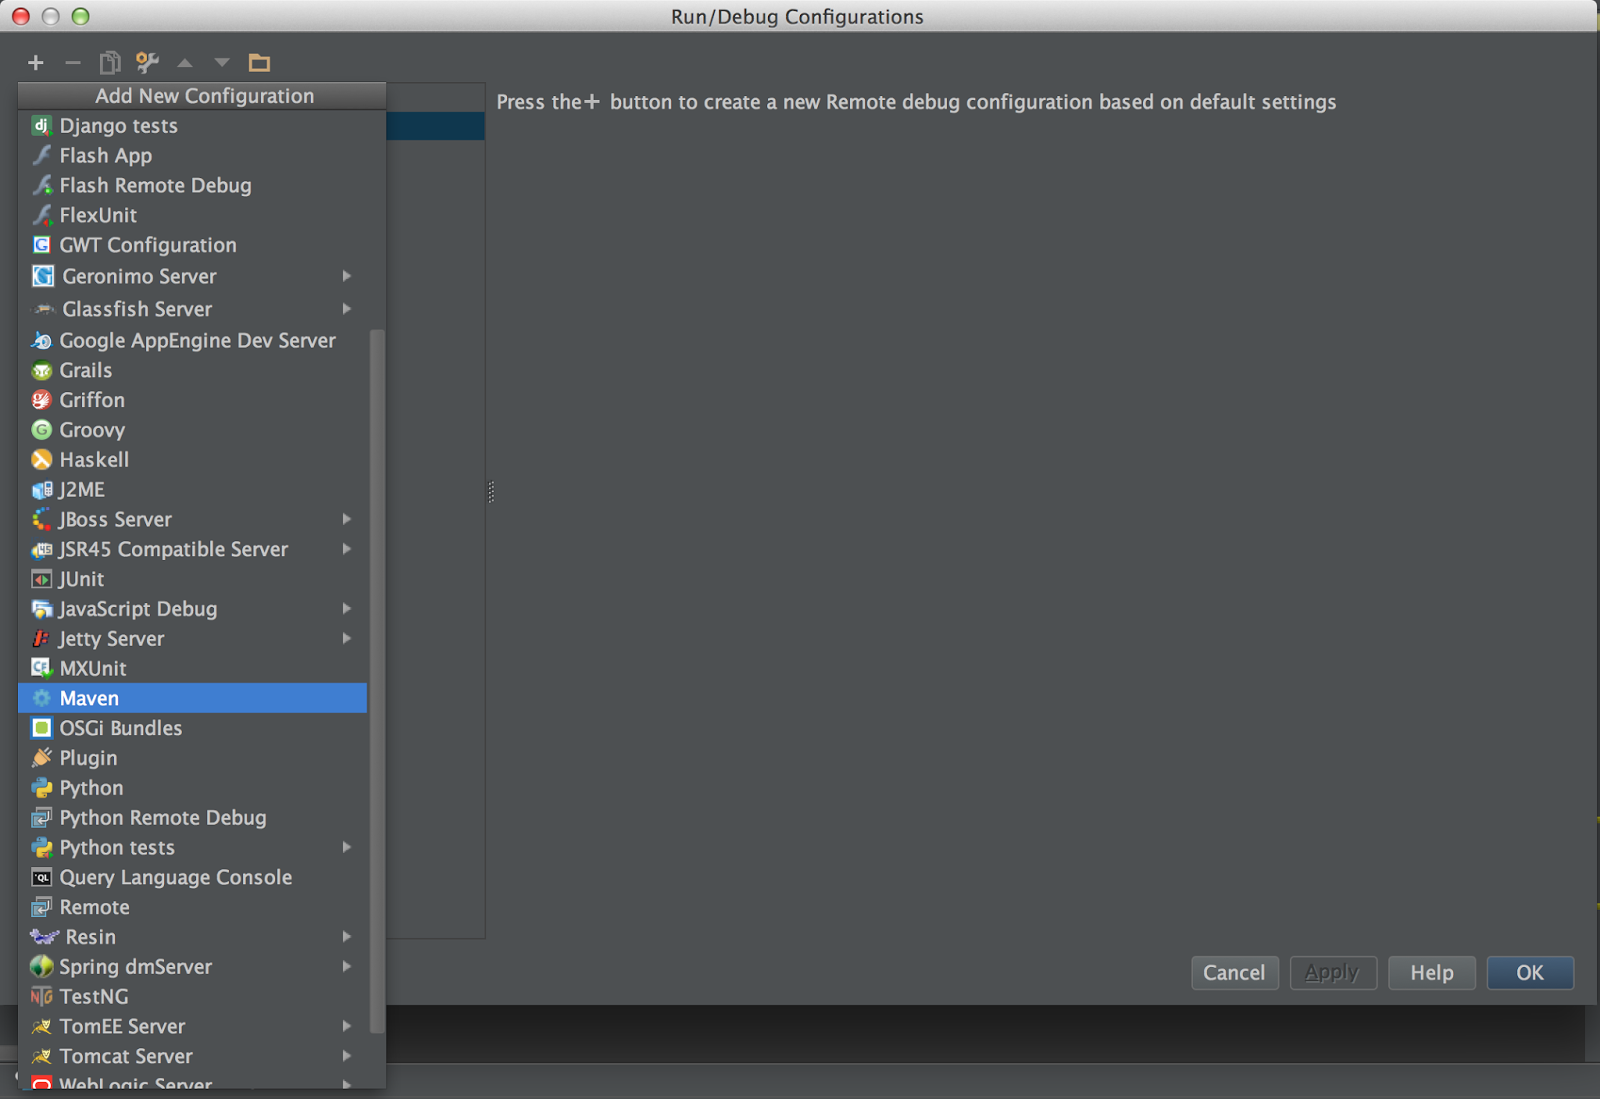 Run/Debug Configurations
Add New Configuration
Press the + button to create a new Remote debug configuration based on default settings
Django tests
Flash App
Flash Remote Debug
FlexUnit
GWT Configuration
Geronimo Server
Glassfish Server
Google AppEngine Dev Server
Grails
Griffon
Groovy
Haskell
J2ME
JBoss Server
JSR45 Compatible Server
JUnit
JavaScript Debug
Jetty Server
MXUnit
Maven
OSGi Bundles
Plugin
Python
Python Remote Debug
Python tests
Query Language Console
Remote
Resin
Spring dmServer
TestNG
TomEE Server
Tomcat Server
WebLogic Server
Cancel
Apply
Help
OK